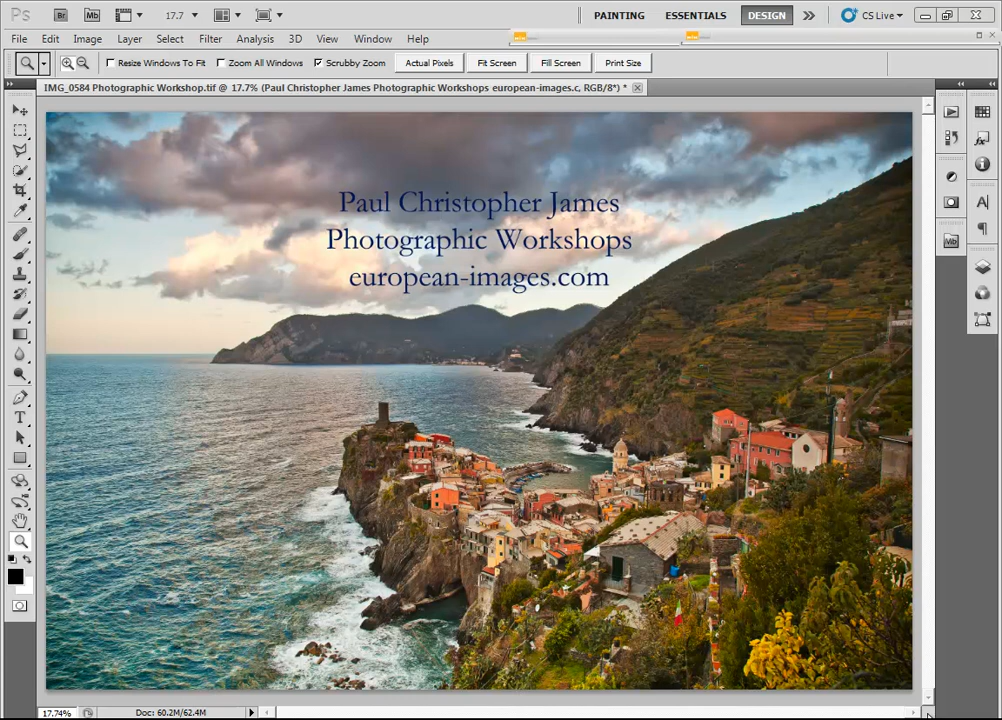 Ps Br Mb 17.7 PAINTING ESSENTIALS DESIGN CS Live
File Edit Image Layer Select Filter Analysis 3D View Window Help
Resize Windows To Fit Zoom All Windows Scrubby Zoom Actual Pixels Fit Screen Fill Screen Print Size
IMG_0584 Photographic Workshop.tif @ 17.7% (Paul Christopher James Photographic Workshops european-images.c, RGB/8*) *
Paul Christopher James
Photographic Workshops
european-images.com
Mb
A
T
17.74% Doc: 60.2M/62.4M